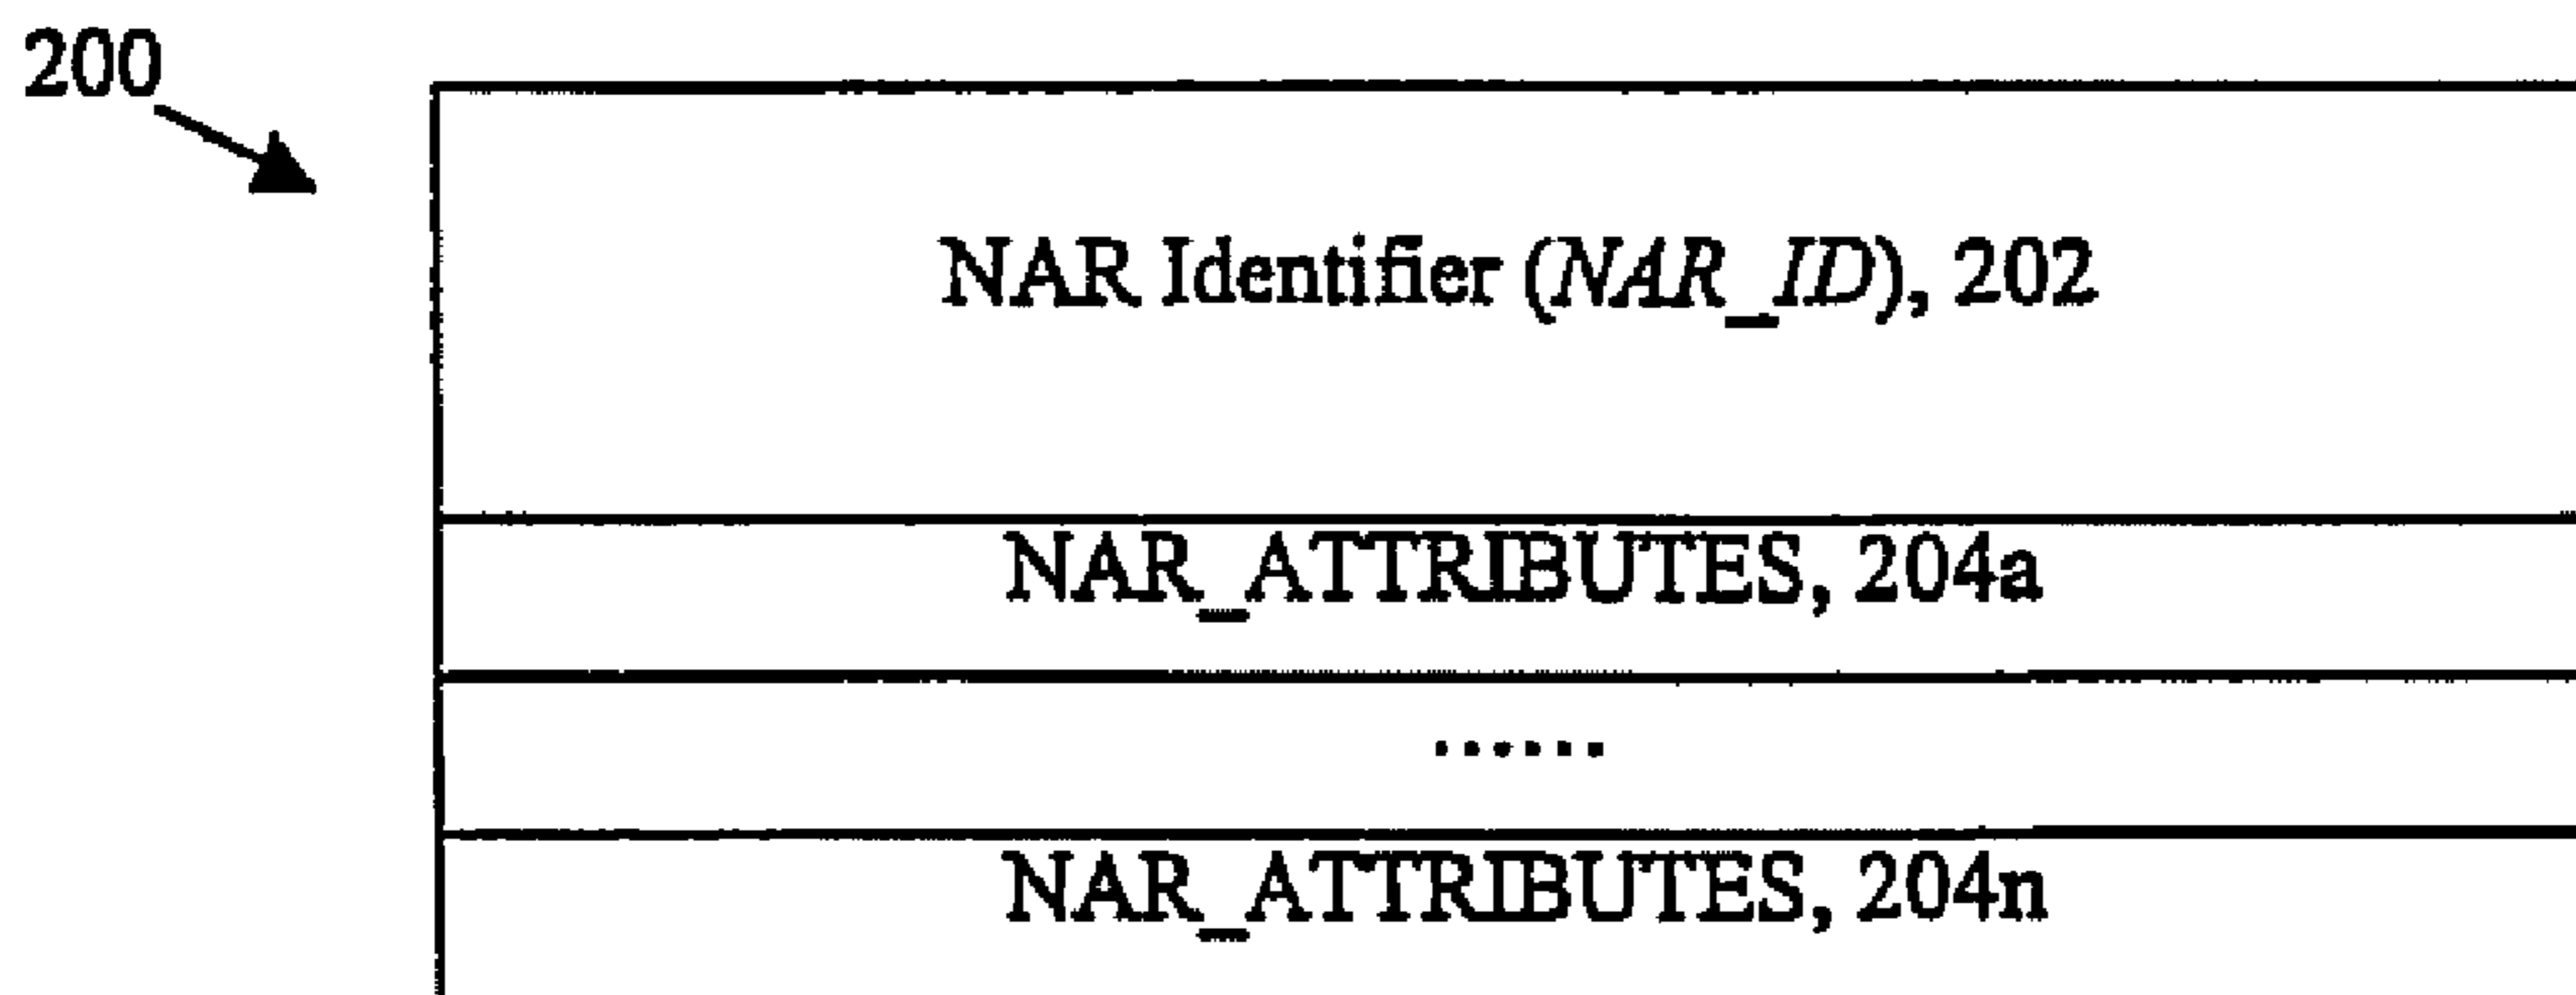 200
NAR Identifier (NAR_ID), 202
NAR_ATTRIBUTES, 204a
......
NAR_ATTRIBUTES, 204n